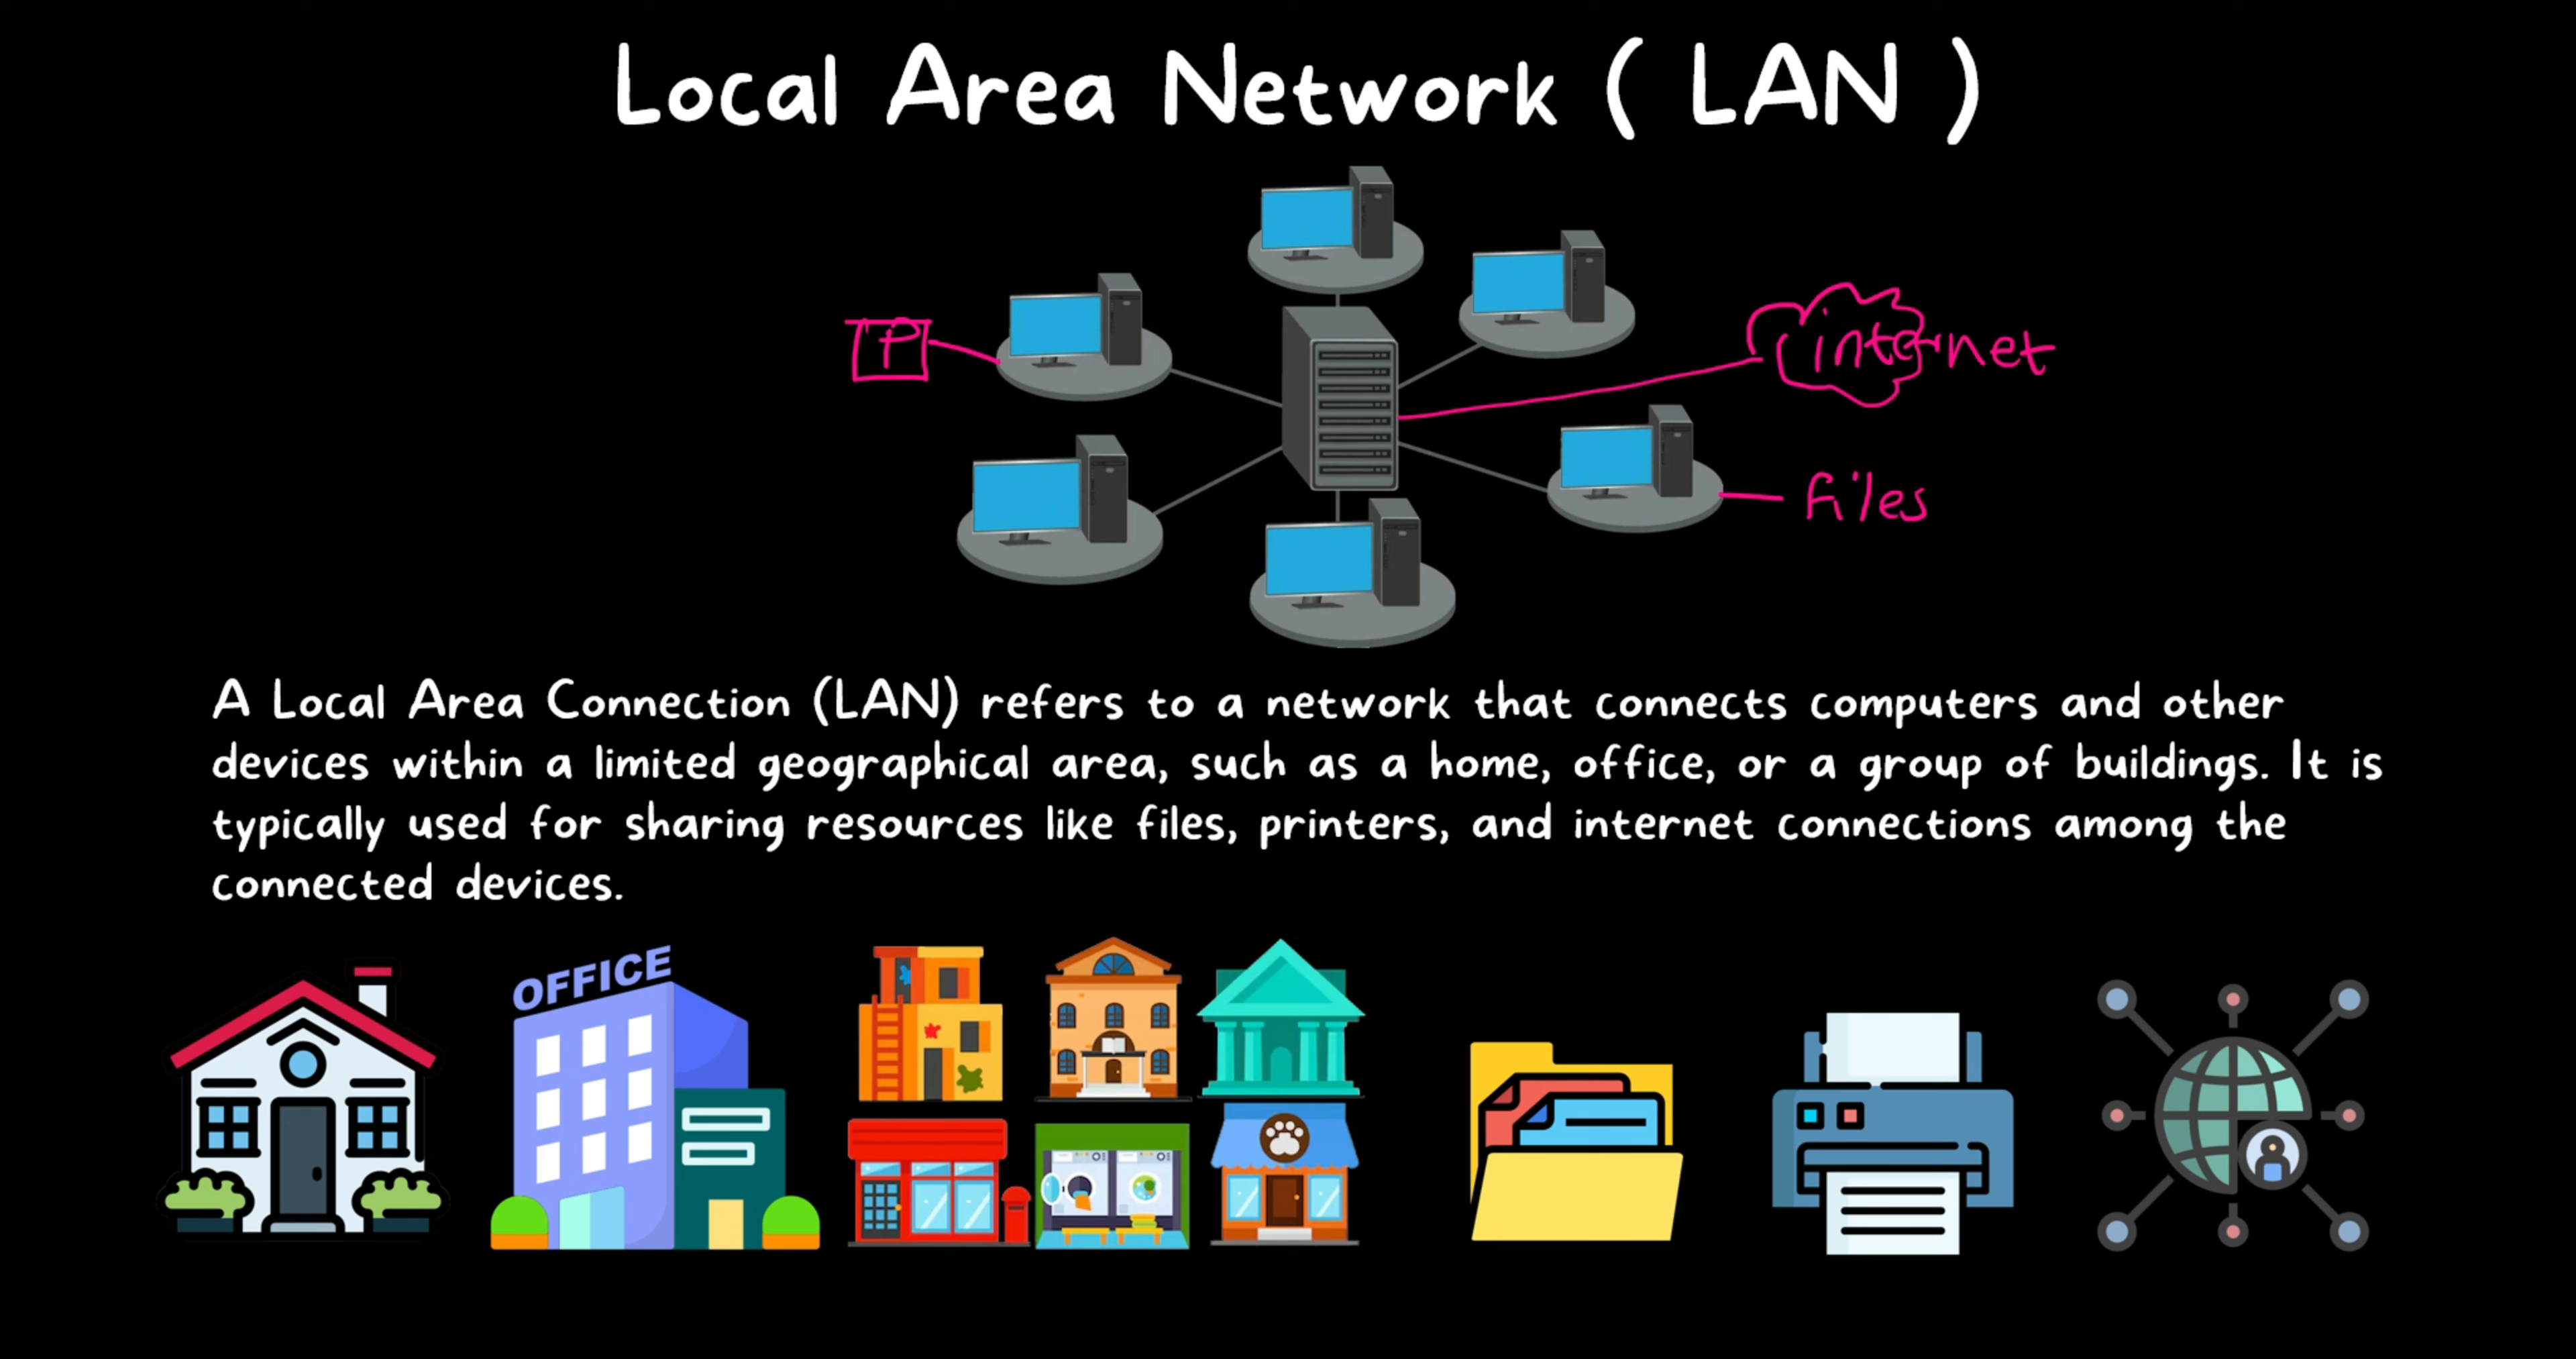 Local Area Network ( LAN )
P
internet
files
A Local Area Connection (LAN) refers to a network that connects computers and other
devices within a limited geographical area, such as a home, office, or a group of buildings. It is
typically used for sharing resources like files, printers, and internet connections among the
connected devices.
OFFICE